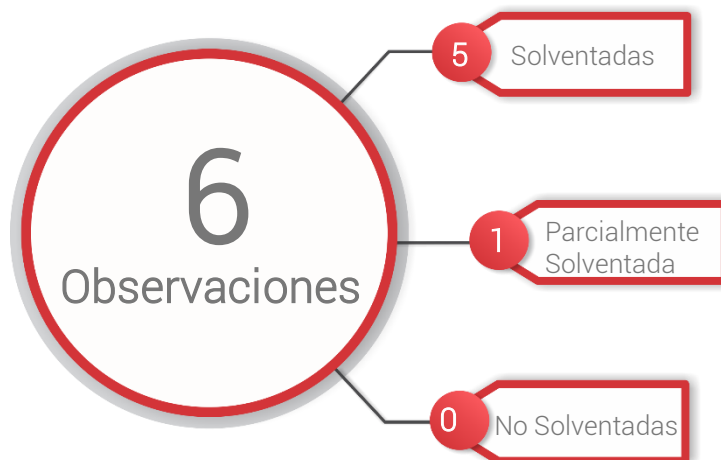 6
Observaciones
5
Solventadas
1
Parcialmente
Solventada
0
No Solventadas